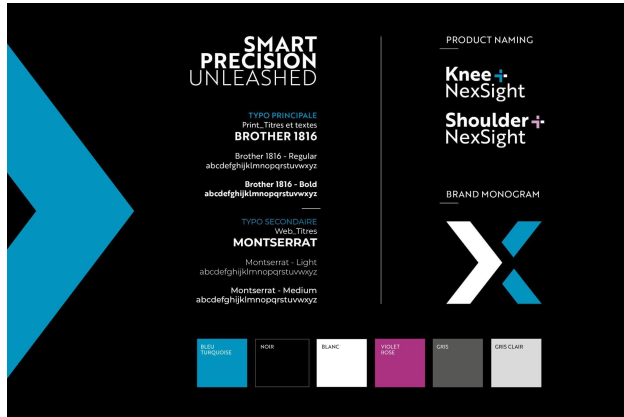 SMART
PRECISION
UNLEASHED
TYPO PRINCIPALE
Print_Titres et textes
BROTHER 1816
Brother 1816 - Regular
abcdefghijklmnopqrstuvwxyz
Brother 1816 - Bold
abcdefghijklmnopqrstuvwxyz
TYPO SECONDAIRE
Web_Titres
MONTSERRAT
Montserrat - Light
abcdefghijklmnopqrstuvwxyz
Montserrat - Medium
abcdefghijklmnopqrstuvwxyz
PRODUCT NAMING
Knee+
NexSight
Shoulder+
NexSight
BRAND MONOGRAM
X
BLEU
TURQUOISE
NOIR
BLANC
VIOLET
ROSE
GRIS
GRIS CLAIR